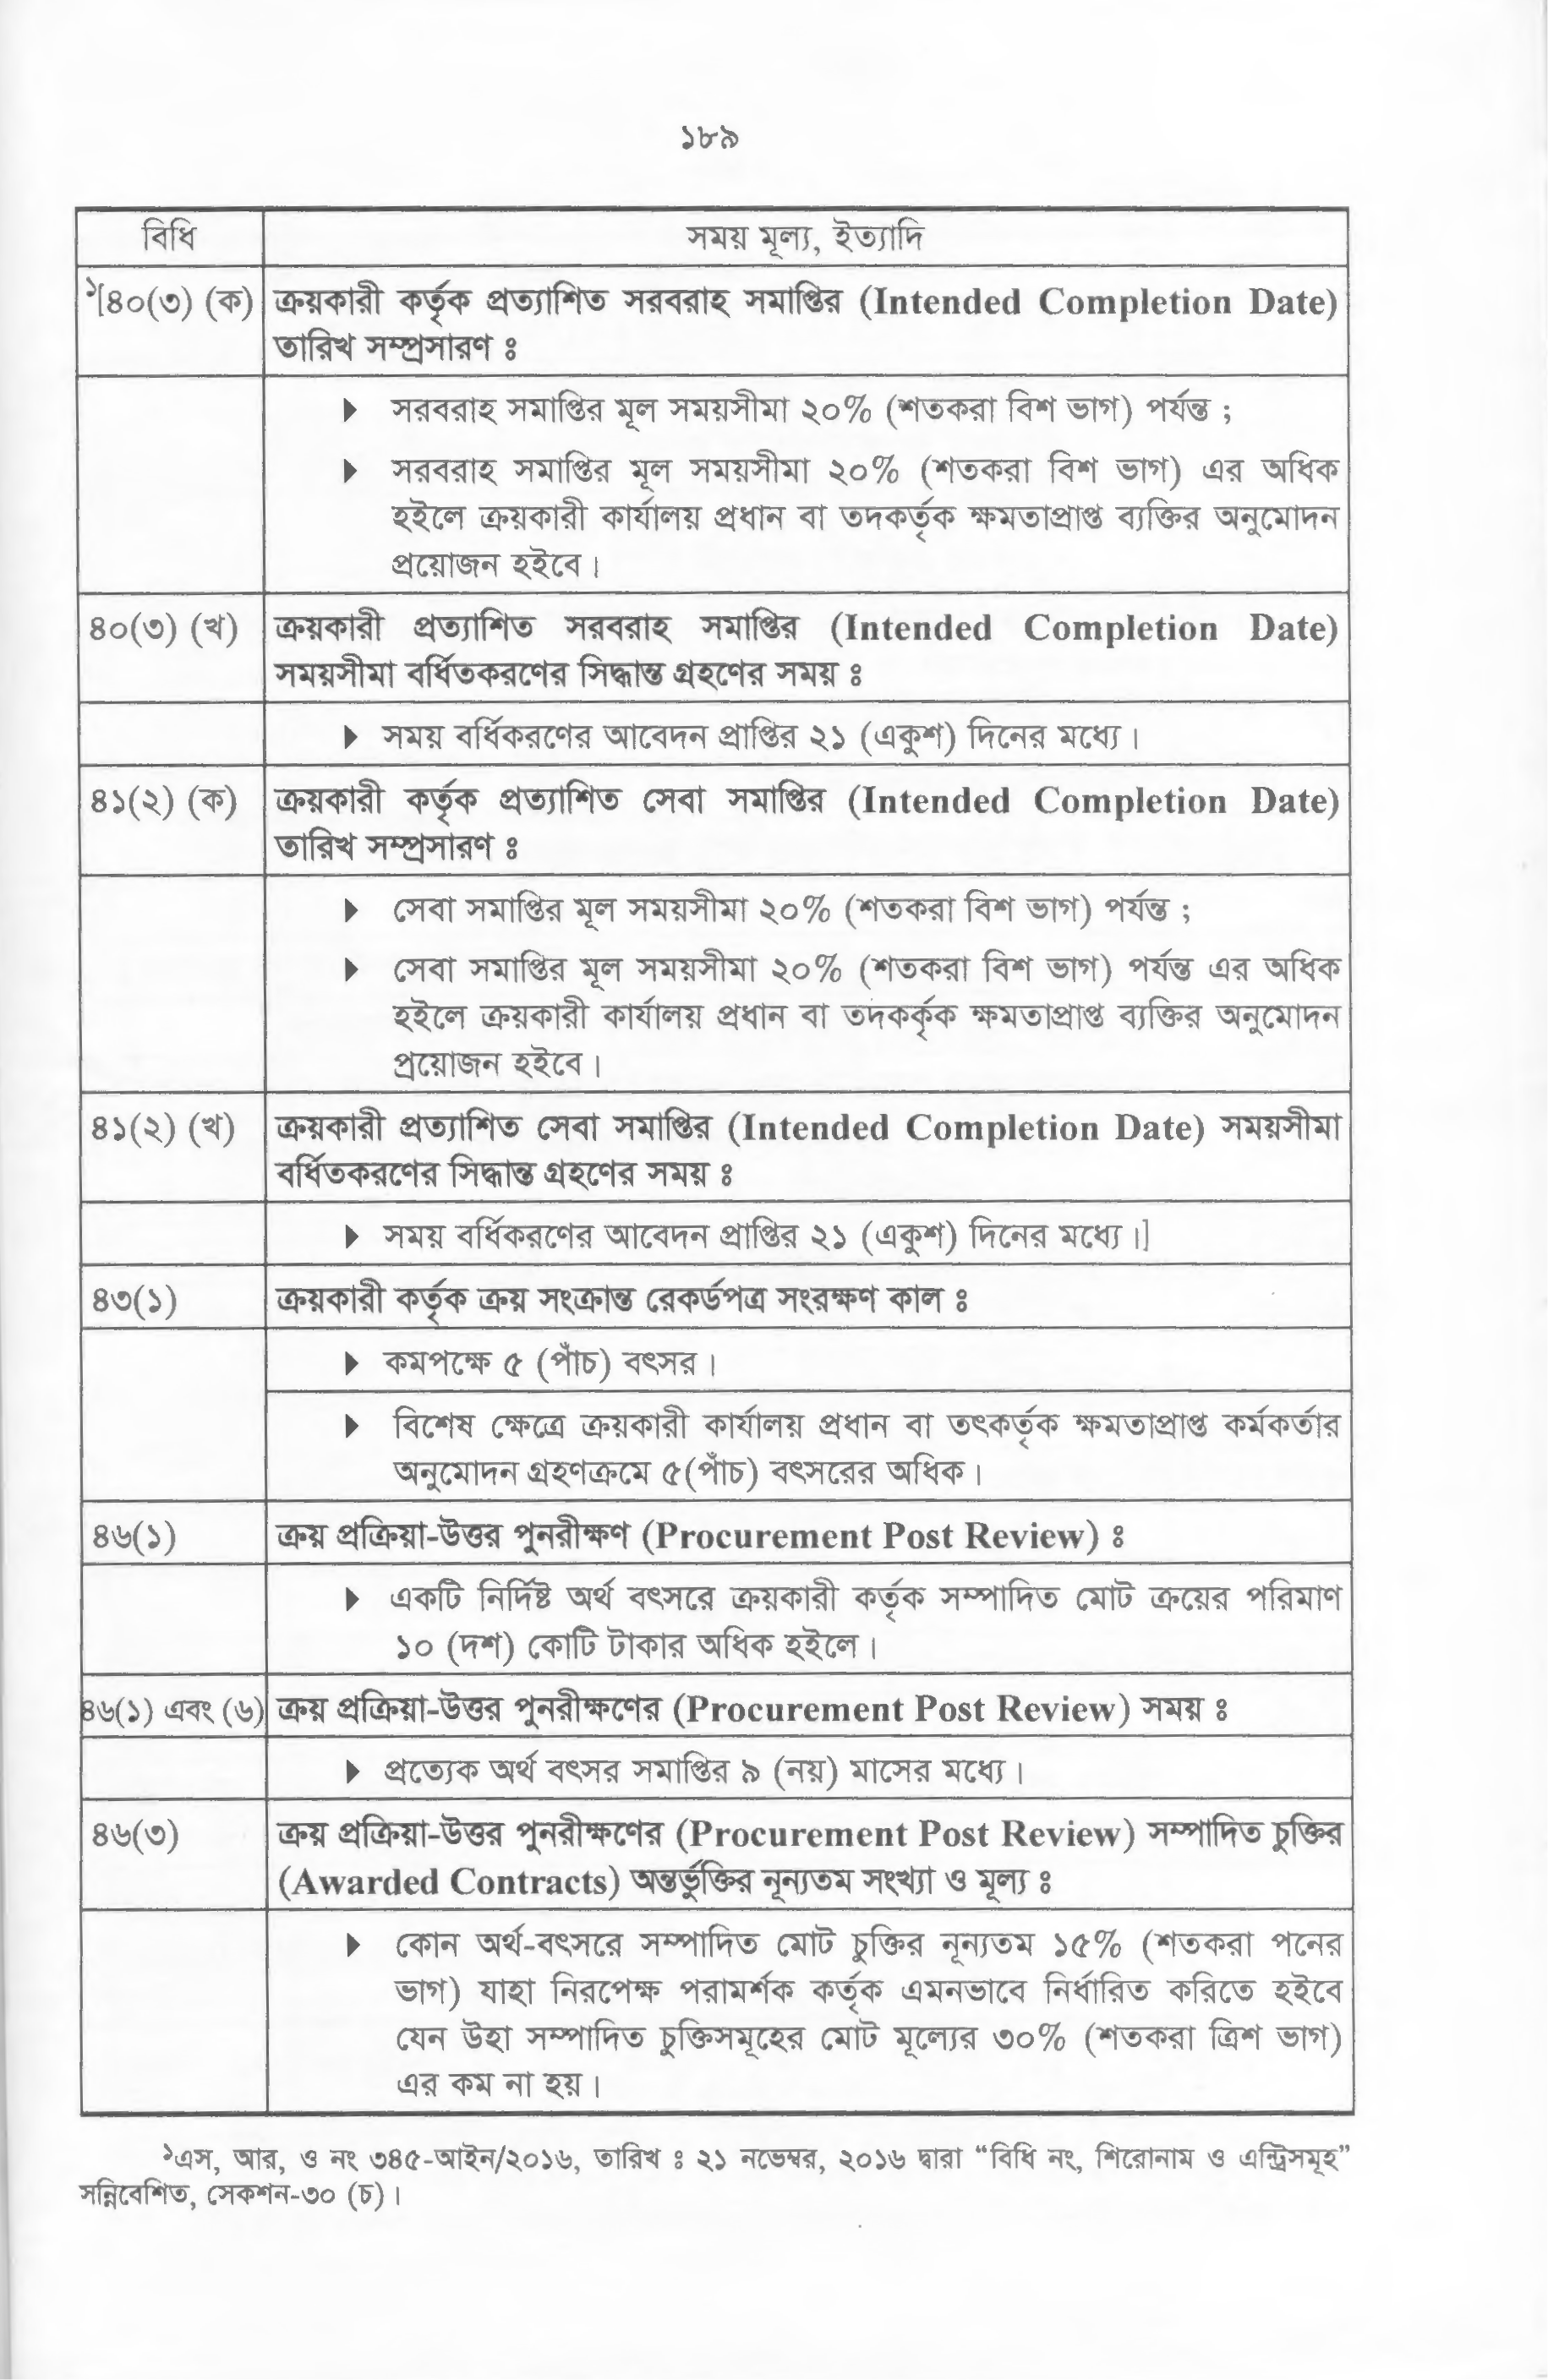 ১৮৯
বিধি
সময় মূল্য, ইত্যাদি
১[৪০(৩) (ক)
ক্রয়কারী কর্তৃক প্রত্যাশিত সরবরাহ সমাপ্তির (Intended Completion Date)
তারিখ সম্প্রসারণ ঃ
▶ সরবরাহ সমাপ্তির মূল সময়সীমা ২০% (শতকরা বিশ ভাগ) পর্যন্ত ;
▶ সরবরাহ সমাপ্তির মূল সময়সীমা ২০% (শতকরা বিশ ভাগ) এর অধিক
হইলে ক্রয়কারী কার্যালয় প্রধান বা তদকর্তৃক ক্ষমতাপ্রাপ্ত ব্যক্তির অনুমোদন
প্রয়োজন হইবে।
৪০(৩) (খ)
ক্রয়কারী প্রত্যাশিত সরবরাহ সমাপ্তির (Intended Completion Date)
সময়সীমা বর্ধিতকরণের সিদ্ধান্ত গ্রহণের সময় ঃ
▶ সময় বর্ধিকরণের আবেদন প্রাপ্তির ২১ (একুশ) দিনের মধ্যে।
৪১(২) (ক)
ক্রয়কারী কর্তৃক প্রত্যাশিত সেবা সমাপ্তির (Intended Completion Date)
তারিখ সম্প্রসারণ ঃ
▶ সেবা সমাপ্তির মূল সময়সীমা ২০% (শতকরা বিশ ভাগ) পর্যন্ত ;
▶ সেবা সমাপ্তির মূল সময়সীমা ২০% (শতকরা বিশ ভাগ) পর্যন্ত এর অধিক
হইলে ক্রয়কারী কার্যালয় প্রধান বা তদকর্কৃক ক্ষমতাপ্রাপ্ত ব্যক্তির অনুমোদন
প্রয়োজন হইবে।
৪১(২) (খ)
ক্রয়কারী প্রত্যাশিত সেবা সমাপ্তির (Intended Completion Date) সময়সীমা
বর্ধিতকরণের সিদ্ধান্ত গ্রহণের সময় ঃ
▶ সময় বর্ধিকরণের আবেদন প্রাপ্তির ২১ (একুশ) দিনের মধ্যে।]
৪৩(১)
ক্রয়কারী কর্তৃক ক্রয় সংক্রান্ত রেকর্ডপত্র সংরক্ষণ কাল ঃ
▶ কমপক্ষে ৫ (পাঁচ) বৎসর।
▶ বিশেষ ক্ষেত্রে ক্রয়কারী কার্যালয় প্রধান বা তৎকর্তৃক ক্ষমতাপ্রাপ্ত কর্মকর্তার
অনুমোদন গ্রহণক্রমে ৫(পাঁচ) বৎসরের অধিক।
৪৬(১)
ক্রয় প্রক্রিয়া-উত্তর পুনরীক্ষণ (Procurement Post Review) ঃ
▶ একটি নির্দিষ্ট অর্থ বৎসরে ক্রয়কারী কর্তৃক সম্পাদিত মোট ক্রয়ের পরিমাণ
১০ (দশ) কোটি টাকার অধিক হইলে।
৪৬(১) এবং (৬)
ক্রয় প্রক্রিয়া-উত্তর পুনরীক্ষণের (Procurement Post Review) সময় ঃ
▶ প্রত্যেক অর্থ বৎসর সমাপ্তির ৯ (নয়) মাসের মধ্যে।
৪৬(৩)
ক্রয় প্রক্রিয়া-উত্তর পুনরীক্ষণের (Procurement Post Review) সম্পাদিত চুক্তির
(Awarded Contracts) অন্তর্ভুক্তির নূন্যতম সংখ্যা ও মূল্য ঃ
▶ কোন অর্থ-বৎসরে সম্পাদিত মোট চুক্তির নূন্যতম ১৫% (শতকরা পনের
ভাগ) যাহা নিরপেক্ষ পরামর্শক কর্তৃক এমনভাবে নির্ধারিত করিতে হইবে
যেন উহা সম্পাদিত চুক্তিসমূহের মোট মূল্যের ৩০% (শতকরা ত্রিশ ভাগ)
এর কম না হয়।
১এস, আর, ও নং ৩৪৫-আইন/২০১৬, তারিখ ঃ ২১ নভেম্বর, ২০১৬ দ্বারা “বিধি নং, শিরোনাম ও এন্ট্রিসমূহ”
সন্নিবেশিত, সেকশন-৩০ (চ)।